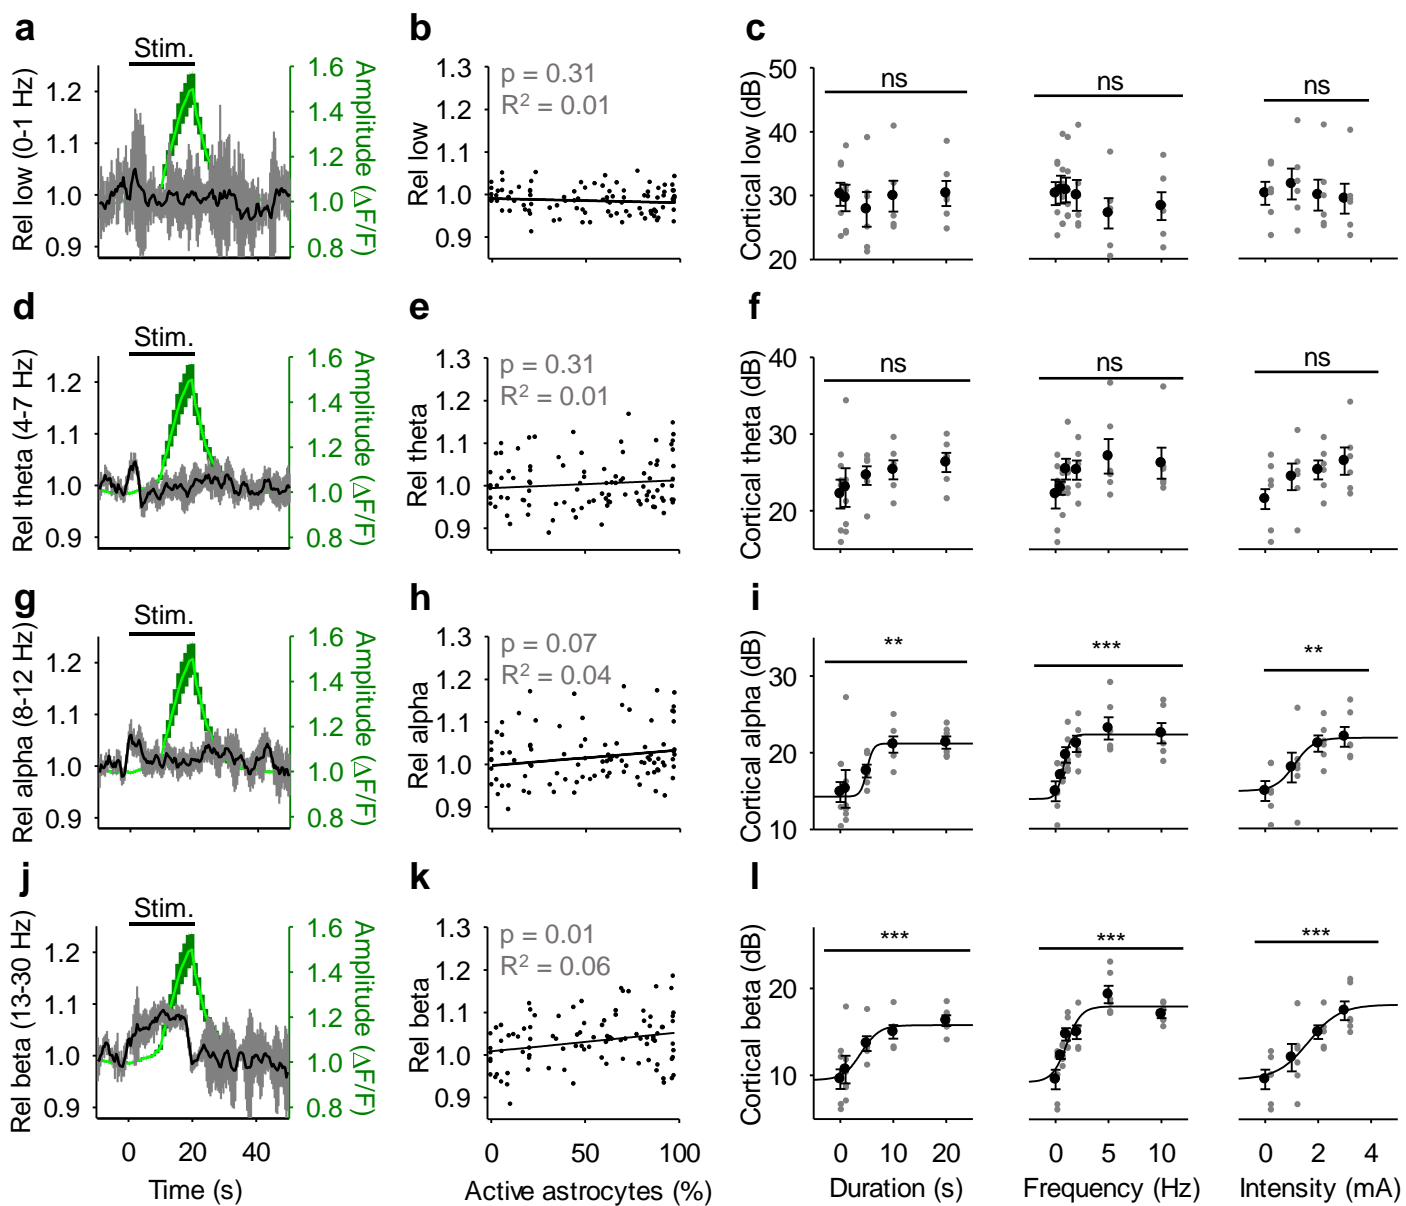 a
Stim.
Rel low (0-1 Hz)
1.2
1.1
1.0
0.9
1.6
1.4
1.2
1.0
0.8
Amplitude (ΔF/F)
b
p = 0.31
R² = 0.01
Rel low
1.3
1.2
1.1
1.0
0.9
c
Cortical low (dB)
50
40
30
20
ns
ns
ns
d
Stim.
Rel theta (4-7 Hz)
1.2
1.1
1.0
0.9
1.6
1.4
1.2
1.0
0.8
Amplitude (ΔF/F)
e
p = 0.31
R² = 0.01
Rel theta
1.3
1.2
1.1
1.0
0.9
f
Cortical theta (dB)
40
30
20
ns
ns
ns
g
Stim.
Rel alpha (8-12 Hz)
1.2
1.1
1.0
0.9
1.6
1.4
1.2
1.0
0.8
Amplitude (ΔF/F)
h
p = 0.07
R² = 0.04
Rel alpha
1.3
1.2
1.1
1.0
0.9
i
Cortical alpha (dB)
30
20
10
**
***
**
j
Stim.
Rel beta (13-30 Hz)
1.2
1.1
1.0
0.9
1.6
1.4
1.2
1.0
0.8
Amplitude (ΔF/F)
0 20 40
Time (s)
k
p = 0.01
R² = 0.06
Rel beta
1.3
1.2
1.1
1.0
0.9
0 50 100
Active astrocytes (%)
l
Cortical beta (dB)
20
10
***
***
***
0 10 20
Duration (s)
0 5 10
Frequency (Hz)
0 2 4
Intensity (mA)